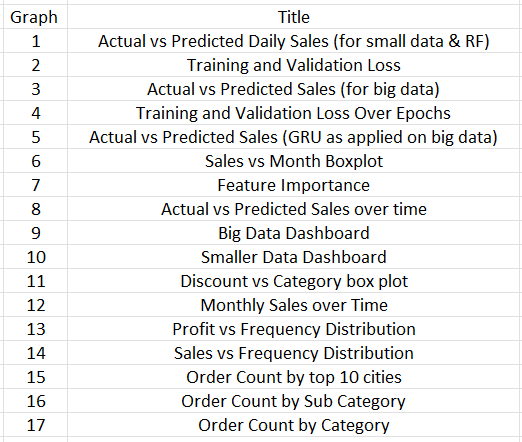 Graph Title
1 Actual vs Predicted Daily Sales (for small data & RF)
2 Training and Validation Loss
3 Actual vs Predicted Sales (for big data)
4 Training and Validation Loss Over Epochs
5 Actual vs Predicted Sales (GRU as applied on big data)
6 Sales vs Month Boxplot
7 Feature Importance
8 Actual vs Predicted Sales over time
9 Big Data Dashboard
10 Smaller Data Dashboard
11 Discount vs Category box plot
12 Monthly Sales over Time
13 Profit vs Frequency Distribution
14 Sales vs Frequency Distribution
15 Order Count by top 10 cities
16 Order Count by Sub Category
17 Order Count by Category